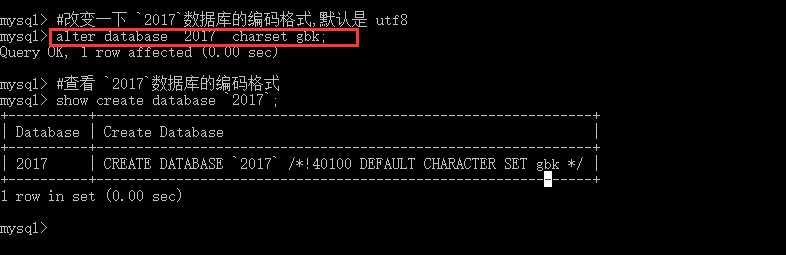 mysql> #改变一下 `2017`数据库的编码格式,默认是 utf8
mysql> alter database  2017  charset gbk;
Query OK, 1 row affected (0.00 sec)
mysql> #查看 `2017`数据库的编码格式
mysql> show create database `2017`;
+----------+--------------------------------------------------------------+
| Database | Create Database                                              |
+----------+--------------------------------------------------------------+
| 2017     | CREATE DATABASE `2017` /*!40100 DEFAULT CHARACTER SET gbk */ |
+----------+--------------------------------------------------------------+
1 row in set (0.00 sec)
mysql>